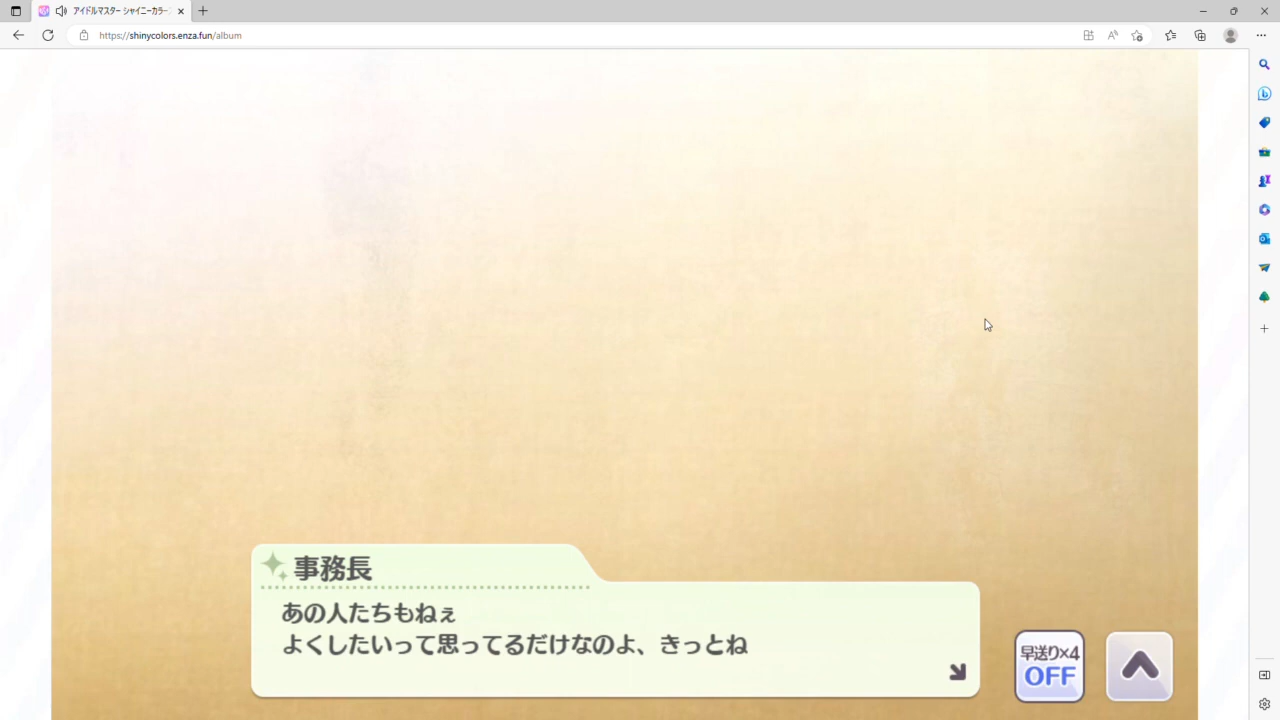 アイドルマスター シャイニーカラー
https://shinycolors.enza.fun/album
事務長
あの人たちもねぇ
よくしたいって思ってるだけなのよ、きっとね
早送り×4
OFF